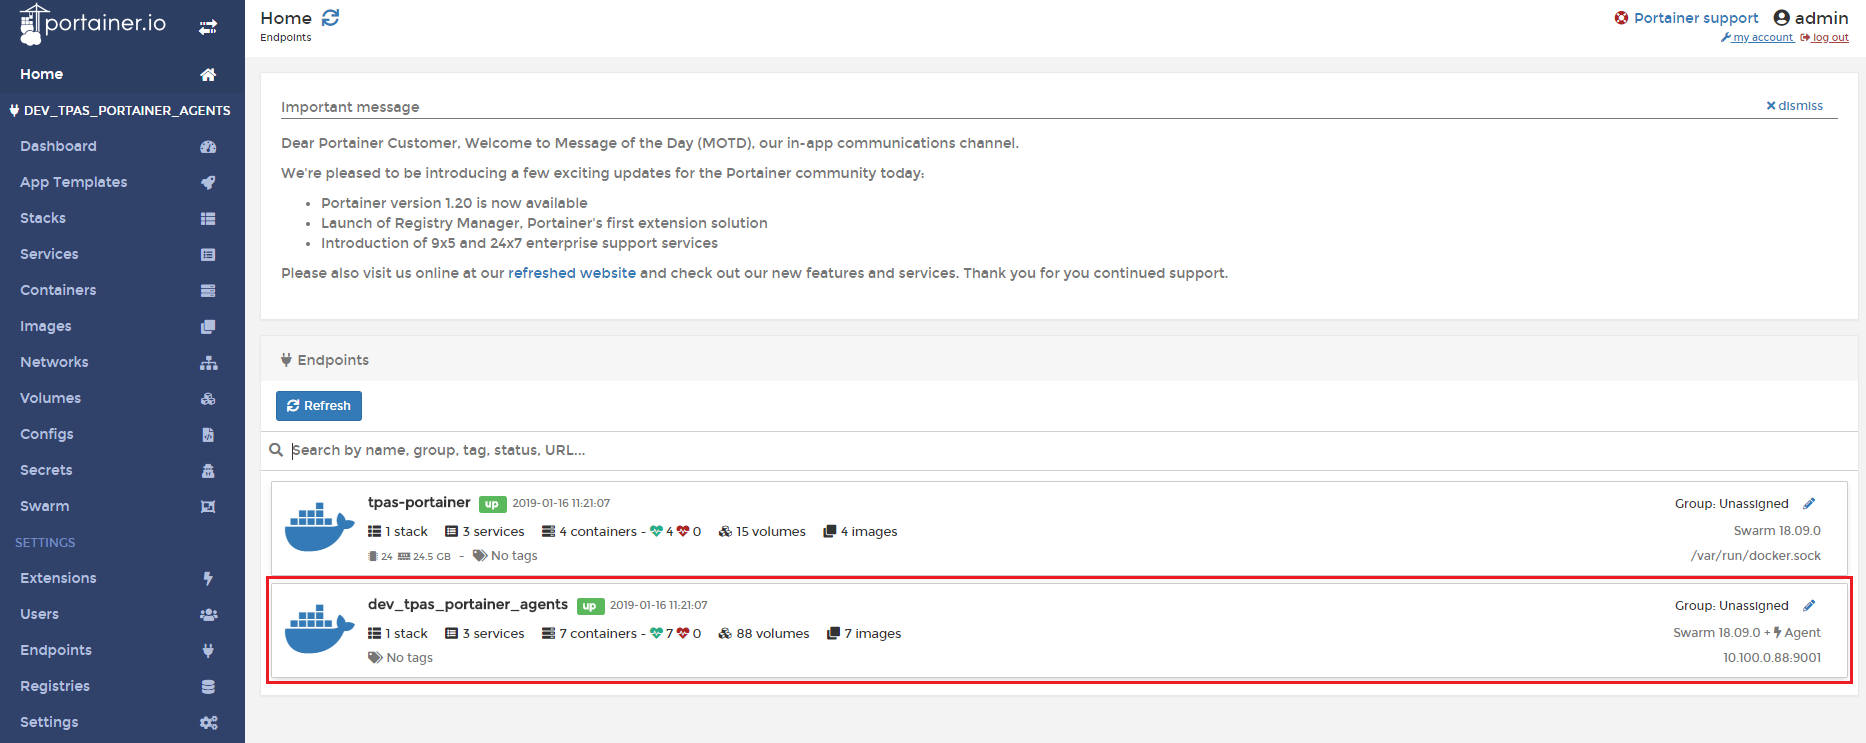 portainer.io
Home
DEV_TPAS_PORTAINER_AGENTS
Dashboard
App Templates
Stacks
Services
Containers
Images
Networks
Volumes
Configs
Secrets
Swarm
SETTINGS
Extensions
Users
Endpoints
Registries
Settings
Home
Endpoints
Portainer support admin
my account log out
Important message dismiss
Dear Portainer Customer, Welcome to Message of the Day (MOTD), our in-app communications channel.
We're pleased to be introducing a few exciting updates for the Portainer community today:
• Portainer version 1.20 is now available
• Launch of Registry Manager, Portainer's first extension solution
• Introduction of 9x5 and 24x7 enterprise support services
Please also visit us online at our refreshed website and check out our new features and services. Thank you for you continued support.
Endpoints
Refresh
Search by name, group, tag, status, URL...
tpas-portainer up 2019-01-16 11:21:07 Group: Unassigned
1 stack 3 services 4 containers - 4 0 15 volumes 4 images Swarm 18.09.0
24 24.5 GB - No tags /var/run/docker.sock
dev_tpas_portainer_agents up 2019-01-16 11:21:07 Group: Unassigned
1 stack 3 services 7 containers - 7 0 88 volumes 7 images Swarm 18.09.0 + Agent
No tags 10.100.0.88:9001